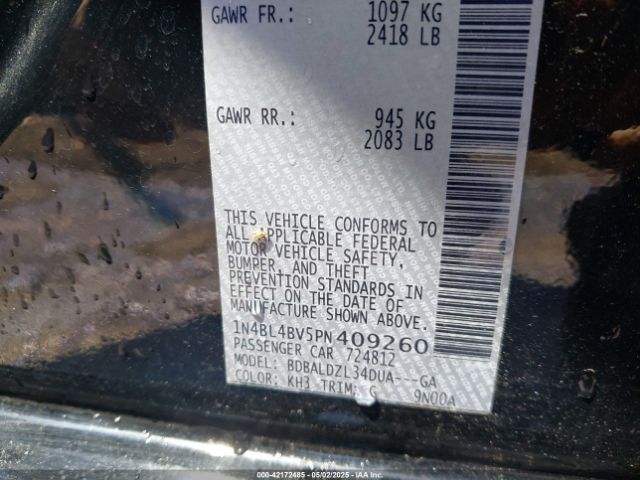 GAWR FR.: 1097 KG
2418 LB
GAWR RR.: 945 KG
2083 LB
THIS VEHICLE CONFORMS TO
ALL APPLICABLE FEDERAL
MOTOR VEHICLE SAFETY,
BUMPER, AND THEFT
PREVENTION STANDARDS IN
EFFECT ON THE DATE OF
MANUFACTURE SHOWN ABOVE.
1N4BL4BV5PN409260
PASSENGER CAR 724812
MODEL: BDBALDZL34DUA---GA
COLOR: KH3 TRIM: G 9N00A
000-42172485 - 05/02/2025 - IAAI, Inc.